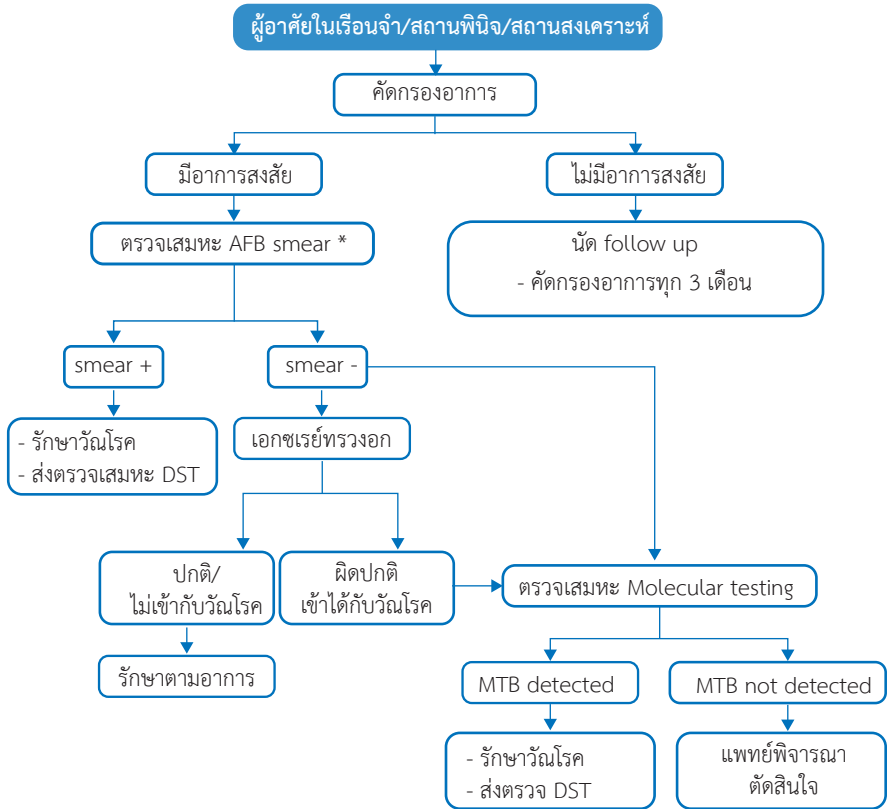 ผู้อาศัยในเรือนจำ/สถานพินิจ/สถานสงเคราะห์
คัดกรองอาการ
มีอาการสงสัย
ไม่มีอาการสงสัย
ตรวจเสมหะ AFB smear *
นัด follow up
- คัดกรองอาการทุก 3 เดือน
smear +
smear -
- รักษาวัณโรค
- ส่งตรวจเสมหะ DST
เอกซเรย์ทรวงอก
ปกติ/
ไม่เข้ากับวัณโรค
ผิดปกติ
เข้าได้กับวัณโรค
ตรวจเสมหะ Molecular testing
รักษาตามอาการ
MTB detected
MTB not detected
- รักษาวัณโรค
- ส่งตรวจ DST
แพทย์พิจารณา
ตัดสินใจ